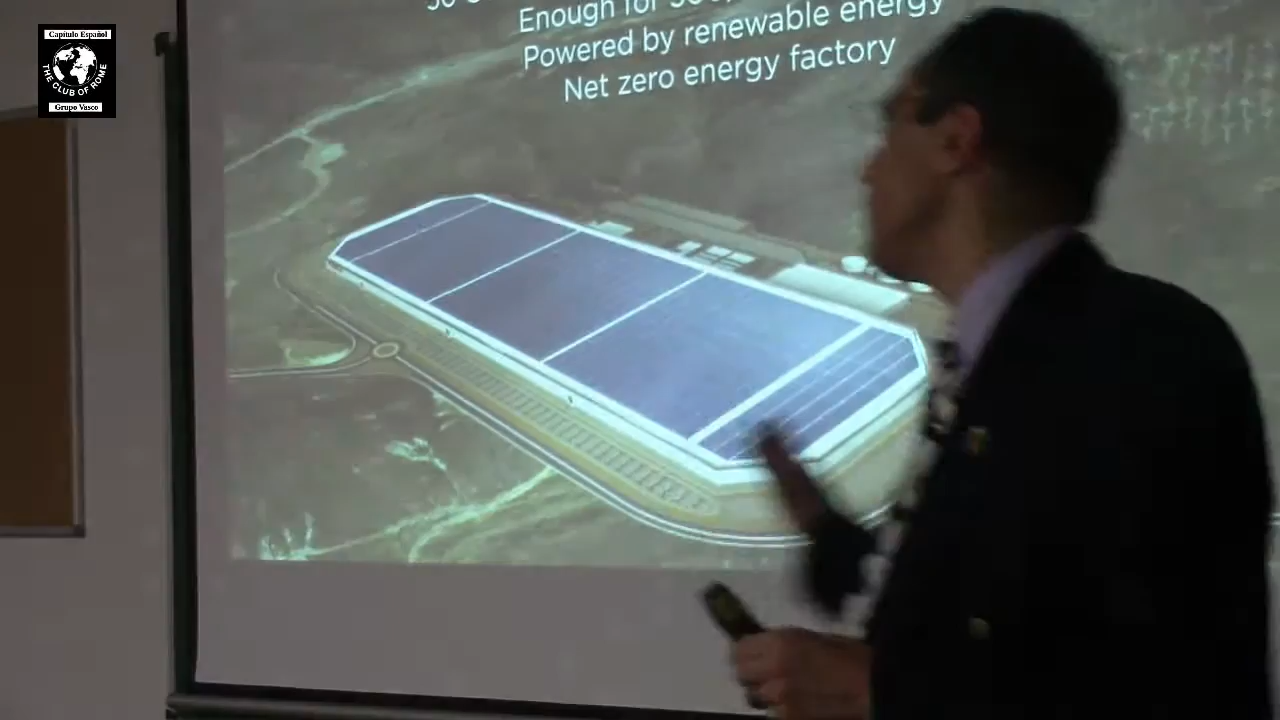 Capítulo Español
THE CLUB OF ROME
Grupo Vasco
Enough for
Powered by renewable energy
Net zero energy factory